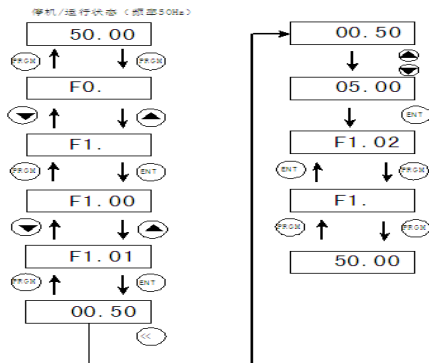 停机/运行状态（频率50Hz）
50.00
PRGM PRGM
F0.
F1.
PRGM ENT
F1.00
F1.01
PRGM ENT
00.50
<<
00.50
05.00
ENT
F1.02
ENT PRGM
F1.
PRGM PRGM
50.00